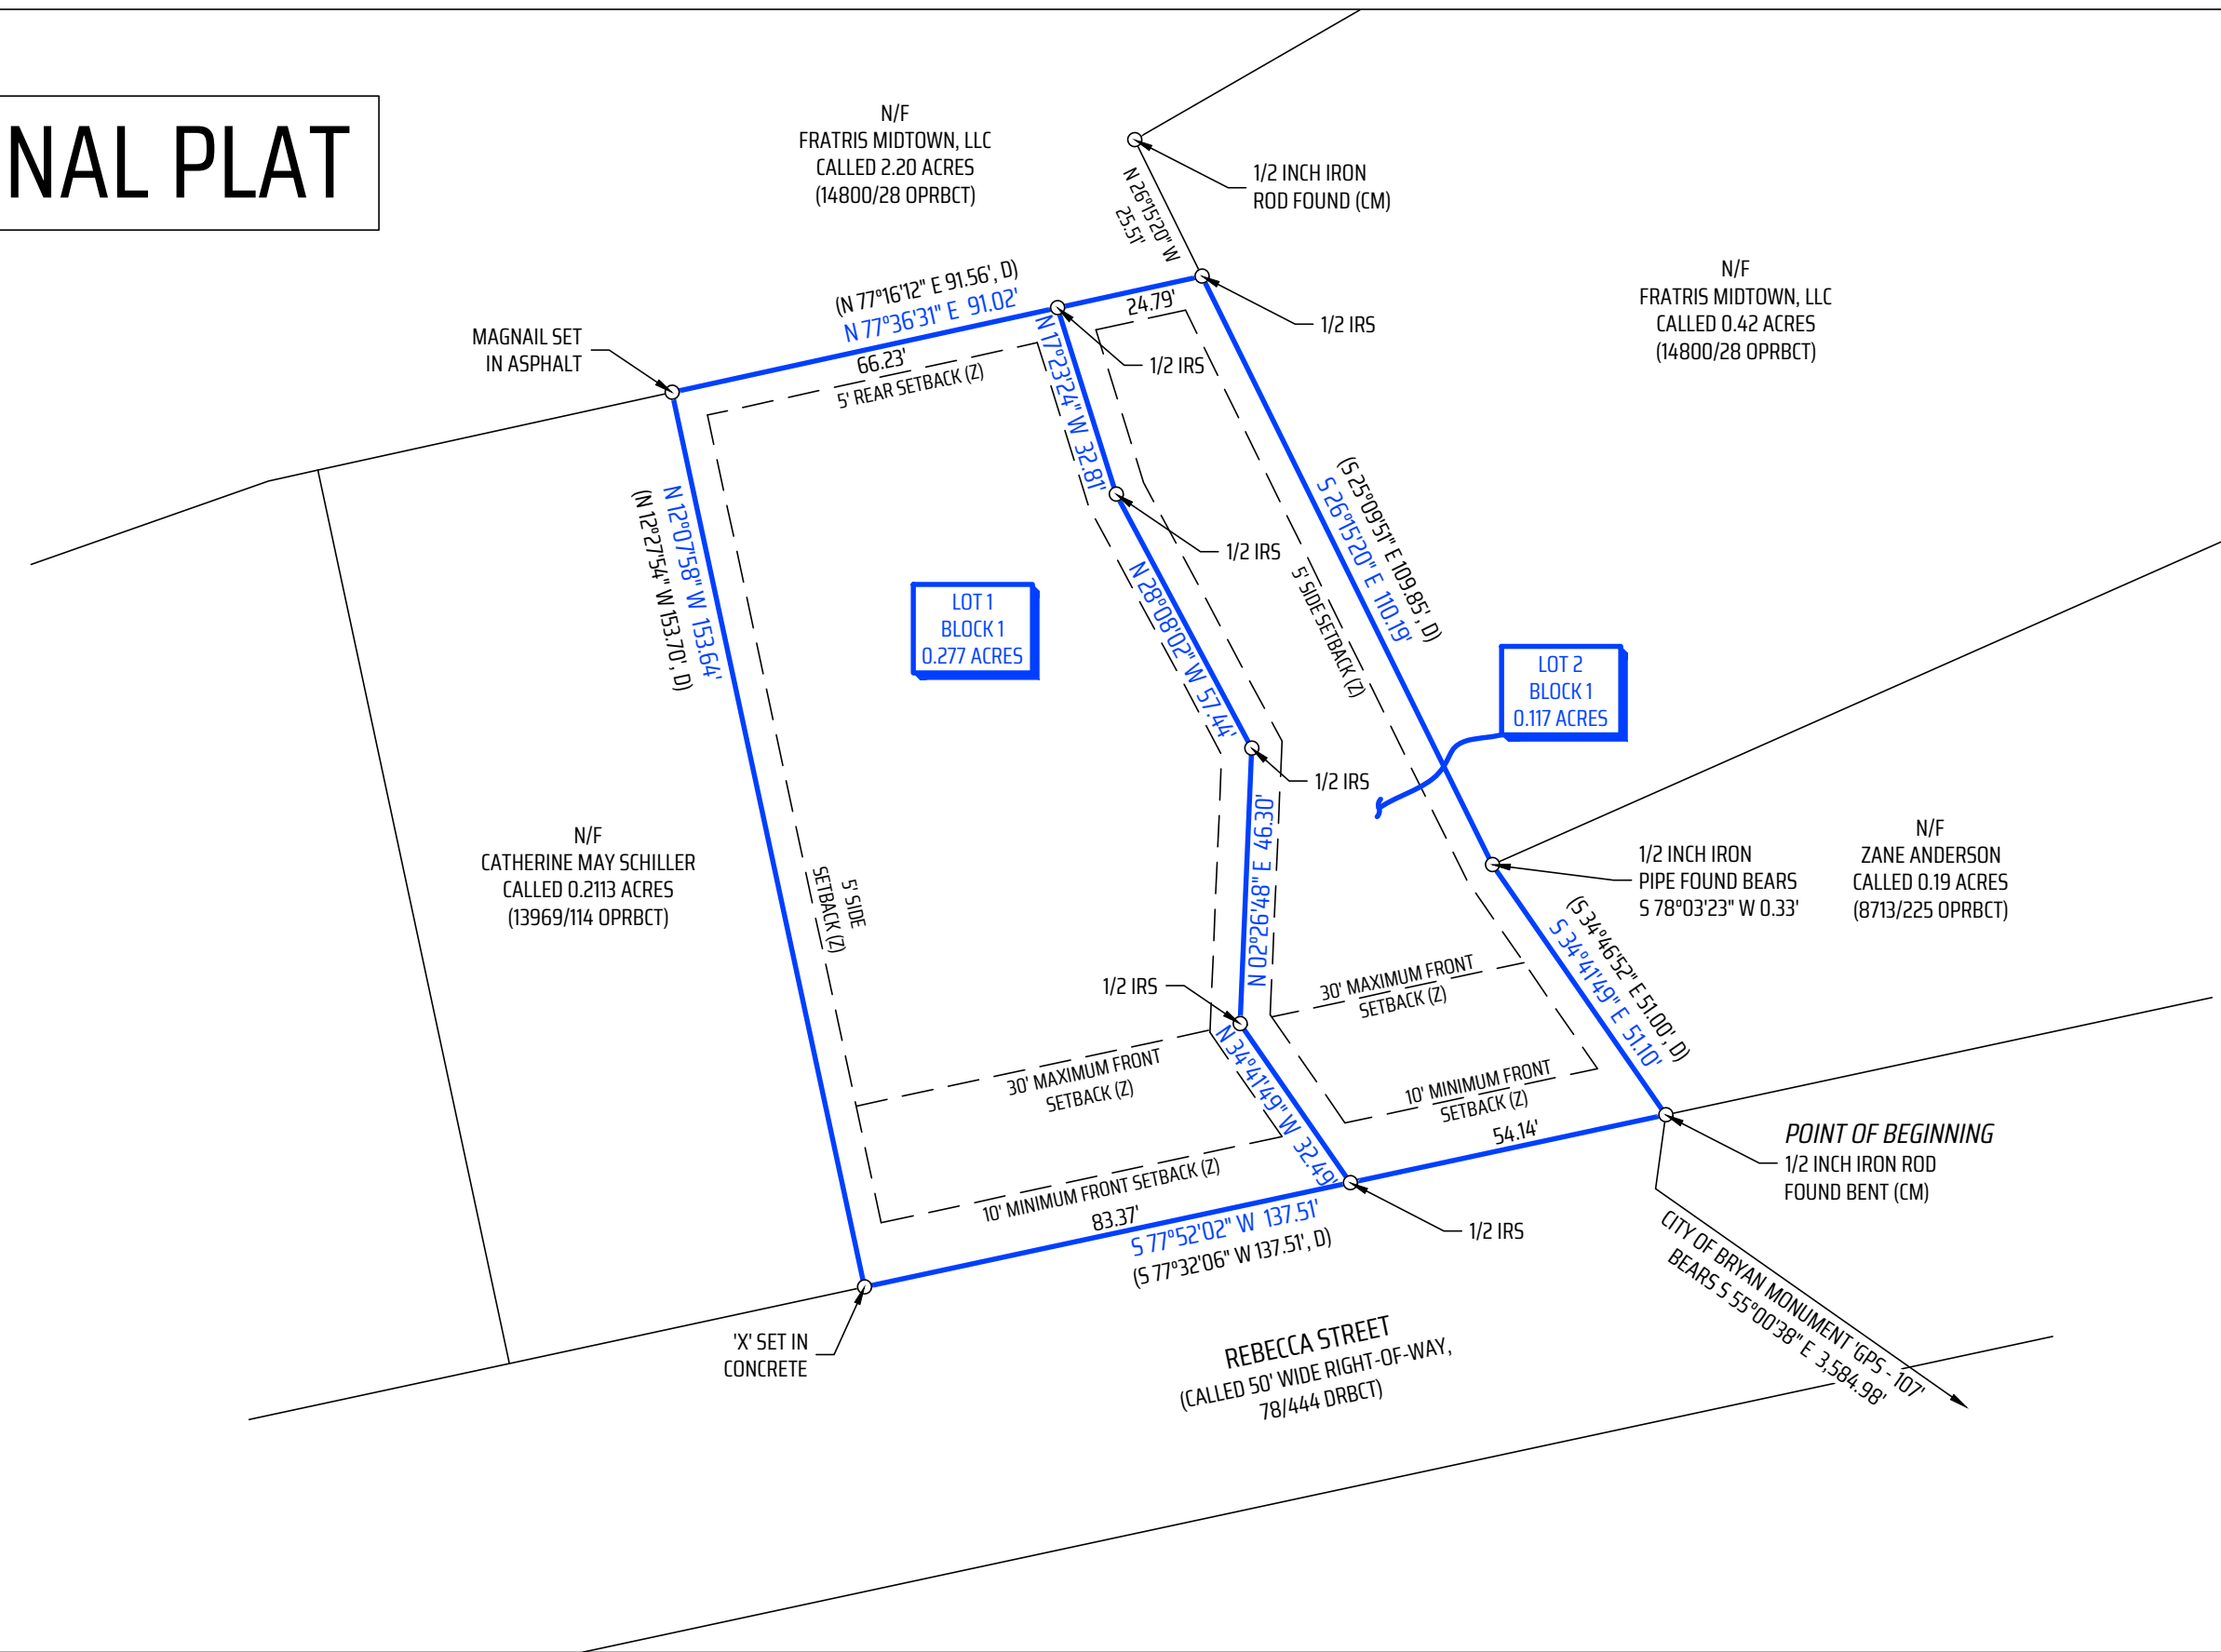 NAL PLAT
N/F
FRATRIS MIDTOWN, LLC
CALLED 2.20 ACRES
(14800/28 OPRBCT)
1/2 INCH IRON
ROD FOUND (CM)
N 26°15'20" W
25.51'
N/F
FRATRIS MIDTOWN, LLC
CALLED 0.42 ACRES
(14800/28 OPRBCT)
(N 77°16'12" E 91.56', D)
N 77°36'31" E 91.02'
24.79'
1/2 IRS
MAGNAIL SET
IN ASPHALT
66.23'
5' REAR SETBACK (Z)
1/2 IRS
N 17°23'24" W 32.81'
1/2 IRS
(S 25°09'51" E 109.85', D)
S 26°15'20" E 110.19'
5' SIDE SETBACK (Z)
N 12°07'58" W 153.64'
(N 12°27'54" W 153.70', D)
LOT 1
BLOCK 1
0.277 ACRES
N 28°08'02" W 57.44'
LOT 2
BLOCK 1
0.117 ACRES
1/2 IRS
N/F
CATHERINE MAY SCHILLER
CALLED 0.2113 ACRES
(13969/114 OPRBCT)
5' SIDE
SETBACK (Z)
N 02°26'48" E 46.30'
1/2 INCH IRON
PIPE FOUND BEARS
S 78°03'23" W 0.33'
N/F
ZANE ANDERSON
CALLED 0.19 ACRES
(8713/225 OPRBCT)
(S 34°46'52" E 51.00', D)
S 34°41'49" E 51.10'
1/2 IRS
30' MAXIMUM FRONT
SETBACK (Z)
30' MAXIMUM FRONT
SETBACK (Z)
N 34°41'49" W 32.49'
10' MINIMUM FRONT
SETBACK (Z)
54.14'
POINT OF BEGINNING
1/2 INCH IRON ROD
FOUND BENT (CM)
10' MINIMUM FRONT SETBACK (Z)
83.37'
S 77°52'02" W 137.51'
(S 77°32'06" W 137.51', D)
1/2 IRS
CITY OF BRYAN MONUMENT 'GPS - 107'
BEARS S 55°00'38" E 3,584.98'
'X' SET IN
CONCRETE
REBECCA STREET
(CALLED 50' WIDE RIGHT-OF-WAY,
78/444 DRBCT)